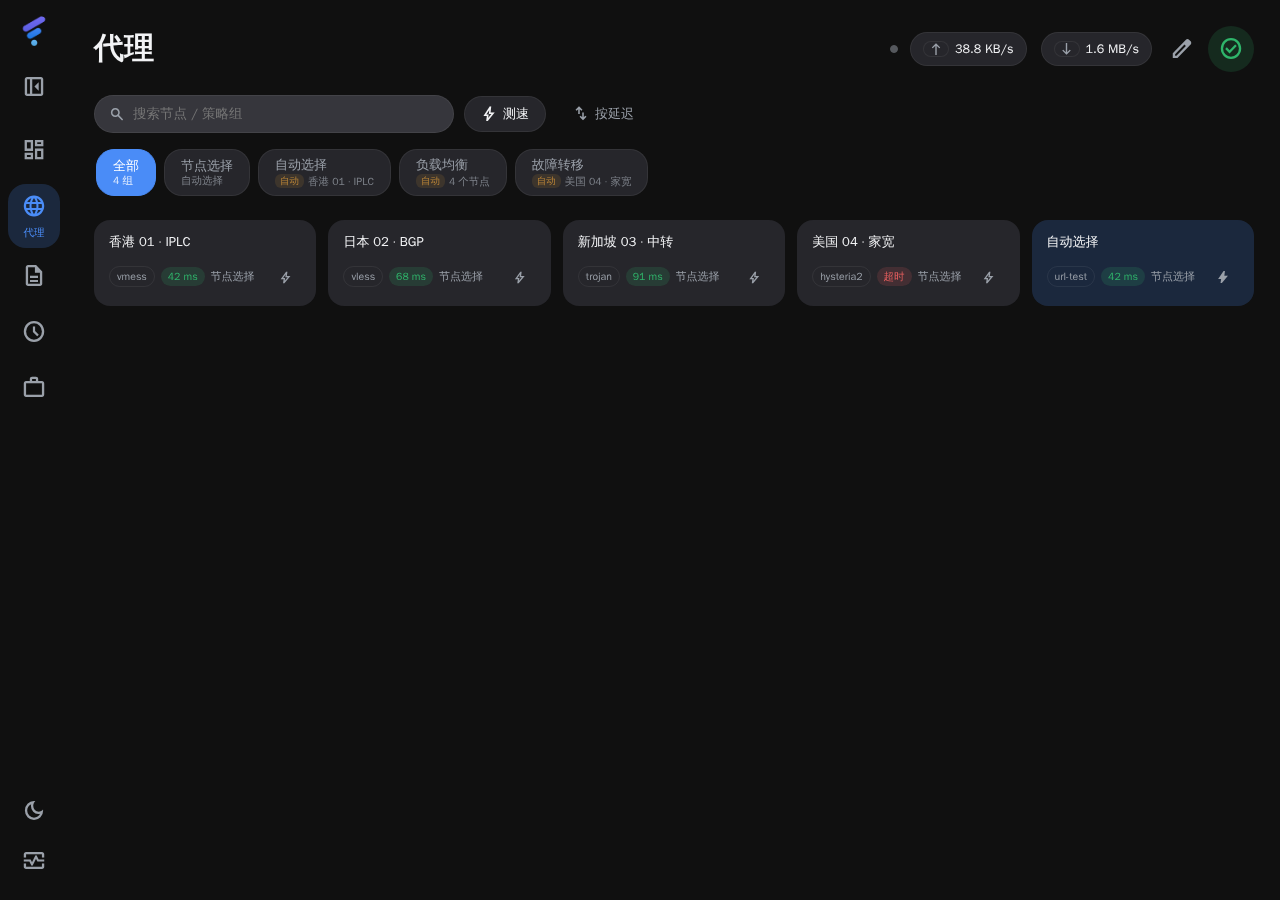 代理
38.8 KB/s
1.6 MB/s
搜索节点 / 策略组
测速
按延迟
全部
4 组
节点选择
自动选择
自动选择
自动 香港 01 · IPLC
负载均衡
自动 4 个节点
故障转移
自动 美国 04 · 家宽
代理
香港 01 · IPLC
vmess 42 ms 节点选择
日本 02 · BGP
vless 68 ms 节点选择
新加坡 03 · 中转
trojan 91 ms 节点选择
美国 04 · 家宽
hysteria2 超时 节点选择
自动选择
url-test 42 ms 节点选择